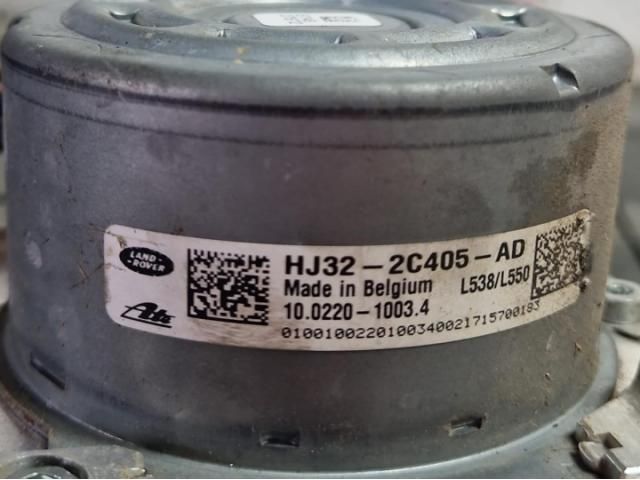 LAND-
ROVER
HJ32-2C405-AD
Made in Belgium L538/L550
10.0220-1003.4
Ate
0100100220100340021715700183